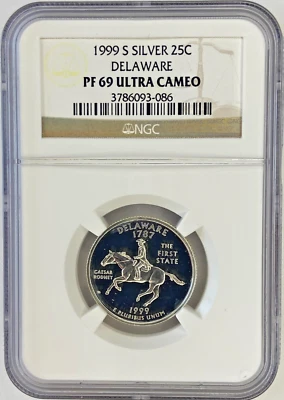 1999 S SILVER 25C
DELAWARE
PF 69 ULTRA CAMEO
3786093-086
NGC
DELAWARE
1787
THE
FIRST
STATE
CAESAR
RODNEY
1999
E PLURIBUS UNUM